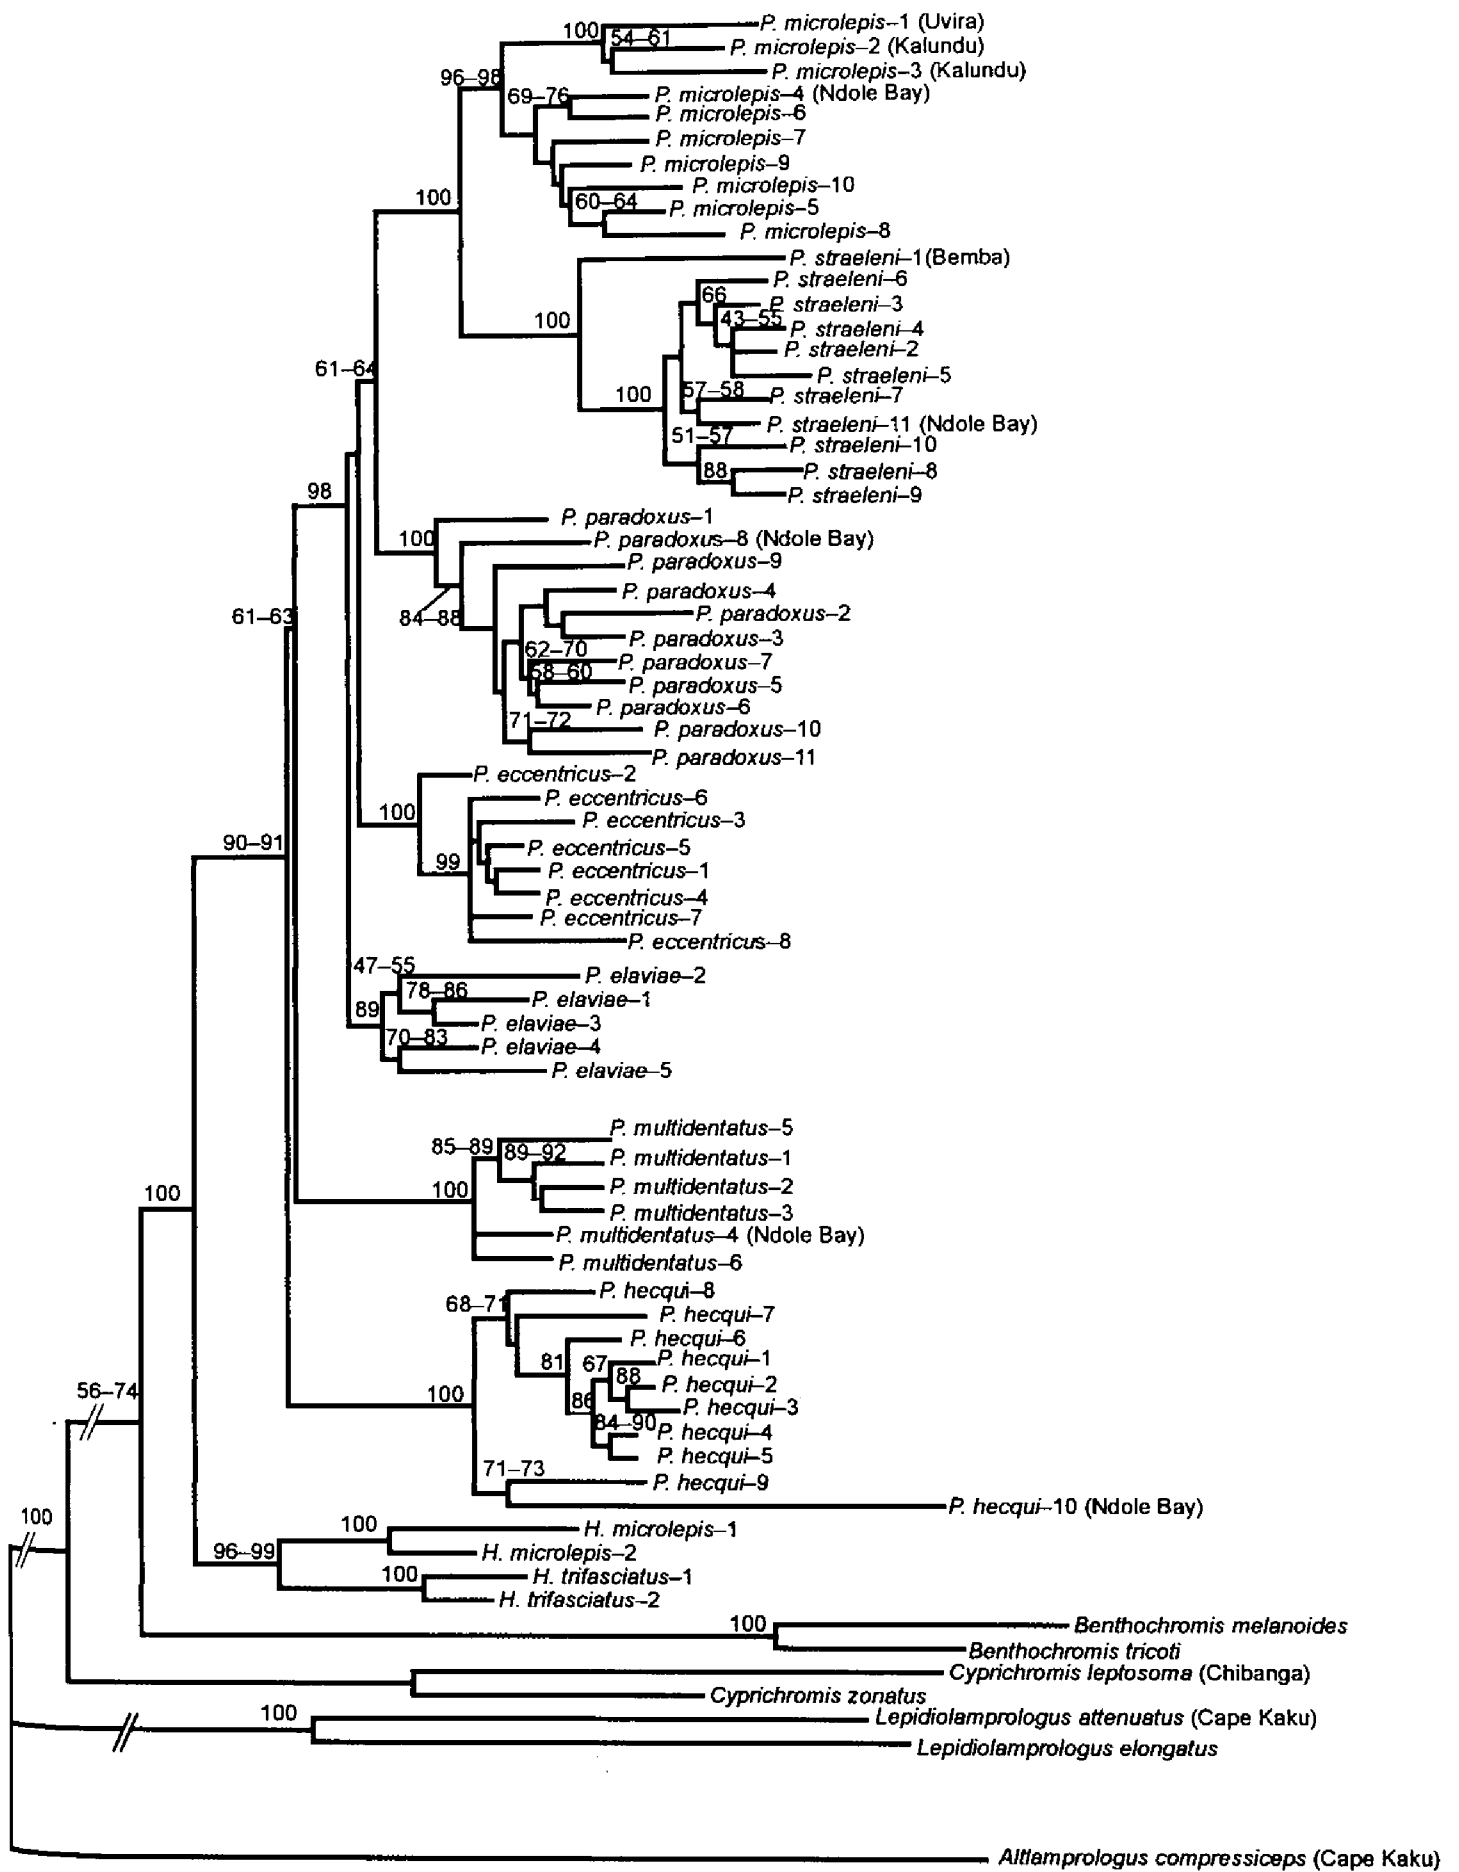 P. microlepis–1 (Uvira)
100
54–61
P. microlepis–2 (Kalundu)
P. microlepis–3 (Kalundu)
96–98
69–76
P. microlepis–4 (Ndole Bay)
P. microlepis–6
P. microlepis–7
P. microlepis–9
P. microlepis–10
100
60–64
P. microlepis–5
P. microlepis–8
P. straeleni–1(Bemba)
P. straeleni–6
66
P. straeleni–3
100
43–55
P. straeleni–4
P. straeleni–2
61–64
P. straeleni–5
100
57–58
P. straeleni–7
P. straeleni–11 (Ndole Bay)
51–57
P. straeleni–10
88
P. straeleni–8
98
P. straeleni–9
P. paradoxus–1
100
P. paradoxus–8 (Ndole Bay)
P. paradoxus–9
P. paradoxus–4
61–63
84–88
P. paradoxus–2
P. paradoxus–3
62–70
P. paradoxus–7
58–60
P. paradoxus–5
P. paradoxus–6
71–72
P. paradoxus–10
P. paradoxus–11
P. eccentricus–2
P. eccentricus–6
100
P. eccentricus–3
90–91
P. eccentricus–5
99
P. eccentricus–1
P. eccentricus–4
P. eccentricus–7
P. eccentricus–8
47–55
P. elaviae–2
78–86
P. elaviae–1
89
P. elaviae–3
70–83
P. elaviae–4
P. elaviae–5
P. multidentatus–5
85–89
89–92
P. multidentatus–1
100
100
P. multidentatus–2
P. multidentatus–3
P. multidentatus–4 (Ndole Bay)
P. multidentatus–6
P. hecqui–8
68–71
P. hecqui–7
P. hecqui–6
81
67
P. hecqui–1
88
P. hecqui–2
56–74
100
86
P. hecqui–3
84–90
P. hecqui–4
P. hecqui–5
71–73
P. hecqui–9
P. hecqui–10 (Ndole Bay)
100
100
H. microlepis–1
96–99
H. microlepis–2
100
H. trifasciatus–1
H. trifasciatus–2
100
Benthochromis melanoides
Benthochromis tricoti
Cyprichromis leptosoma (Chibanga)
Cyprichromis zonatus
100
Lepidiolamprologus attenuatus (Cape Kaku)
Lepidiolamprologus elongatus
Altlamprologus compressiceps (Cape Kaku)